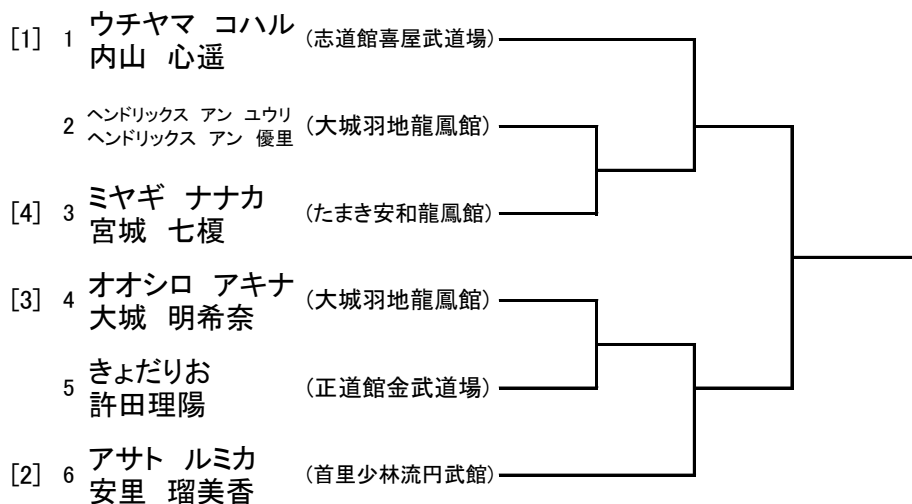 [1] 1 ウチヤマ コハル (志道館喜屋武道場)
内山 心遥
2 ヘンドリックス アン ユウリ (大城羽地龍鳳館)
ヘンドリックス アン 優里
[4] 3 ミヤギ ナナカ (たまき安和龍鳳館)
宮城 七榎
[3] 4 オオシロ アキナ (大城羽地龍鳳館)
大城 明希奈
5 きょだりお (正道館金武道場)
許田理陽
[2] 6 アサト ルミカ (首里少林流円武館)
安里 瑠美香